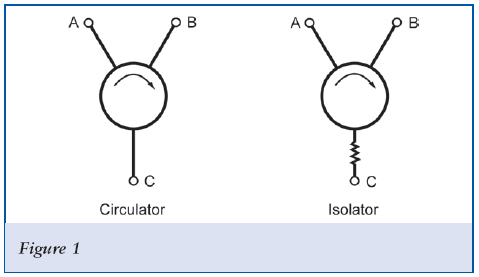 A B A B
C C
Circulator Isolator
Figure 1